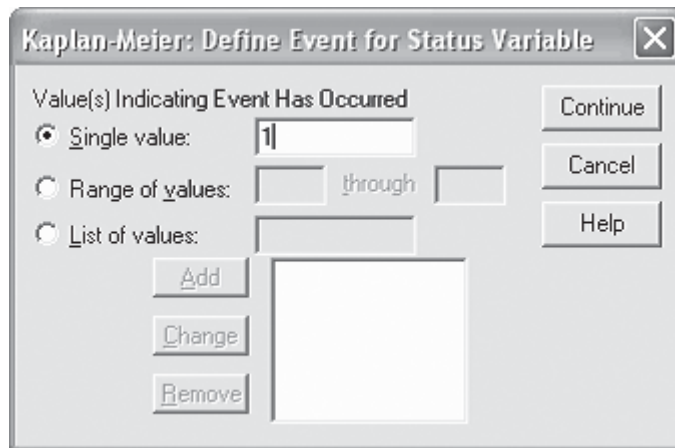 Kaplan-Meier: Define Event for Status Variable
Value(s) Indicating Event Has Occurred
Single value: 1
Range of values: through
List of values:
Add
Change
Remove
Continue
Cancel
Help